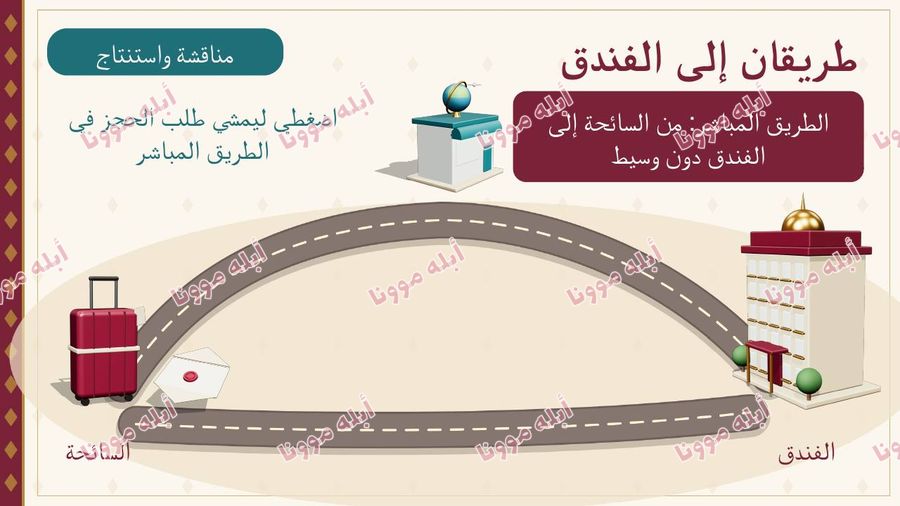 طريقان إلى الفندق
مناقشة واستنتاج
الطريق المباشر: من السائحة إلى
الفندق دون وسيط
اضغطي ليمشي طلب الحجز في
الطريق المباشر
السائحة
الفندق
أبله موونا